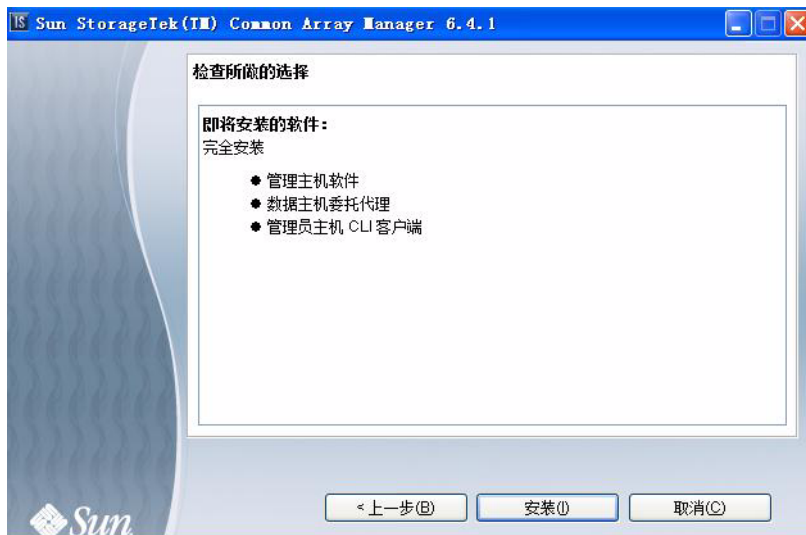 Sun StorageTek(TM) Common Array Manager 6.4.1
检查所做的选择
即将安装的软件：
完全安装
● 管理主机软件
● 数据主机委托代理
● 管理员主机 CLI 客户端
<上一步(B)
安装(I)
取消(C)
Sun